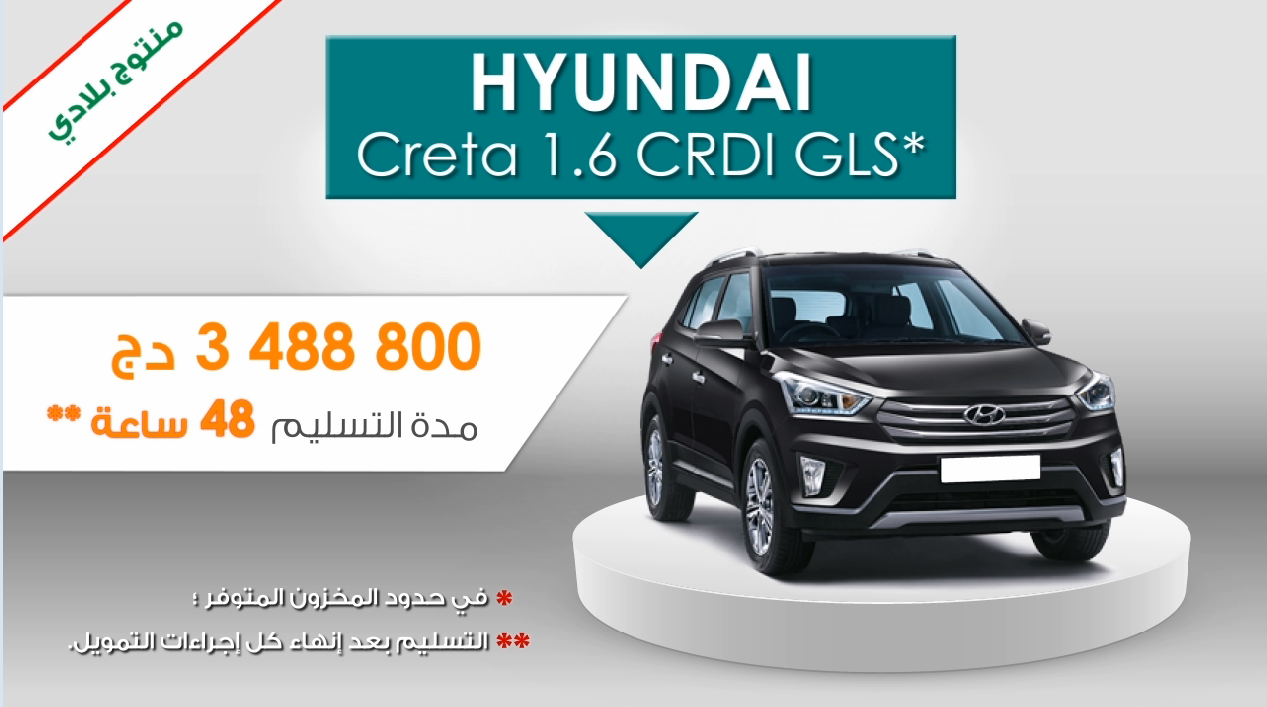 منتوج بلادي
HYUNDAI
Creta 1.6 CRDI GLS*
3 488 800 دج
مدة التسليم 48 ساعة **
* في حدود المخزون المتوفر ؛
** التسليم بعد إنهاء كل إجراءات التمويل.